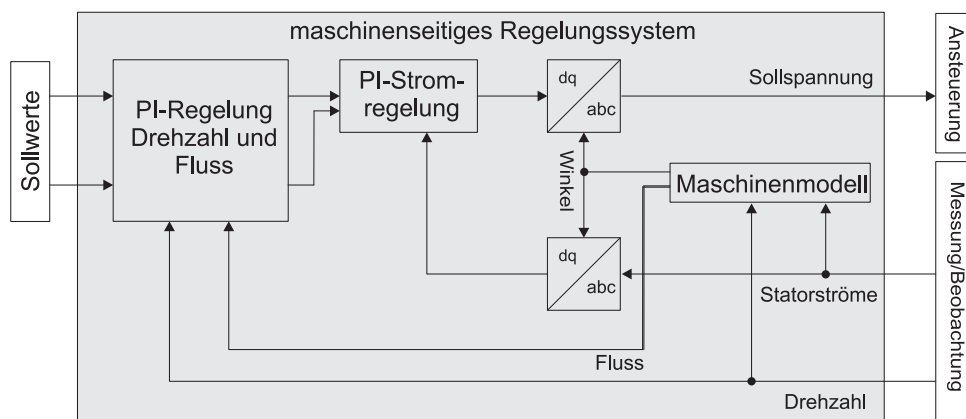 maschinenseitiges Regelungssystem
Sollwerte
PI-Regelung
Drehzahl und
Fluss
PI-Strom-
regelung
dq
abc
Sollspannung
Ansteuerung
Winkel
Maschinenmodell
dq
abc
Statorströme
Messung/Beobachtung
Fluss
Drehzahl